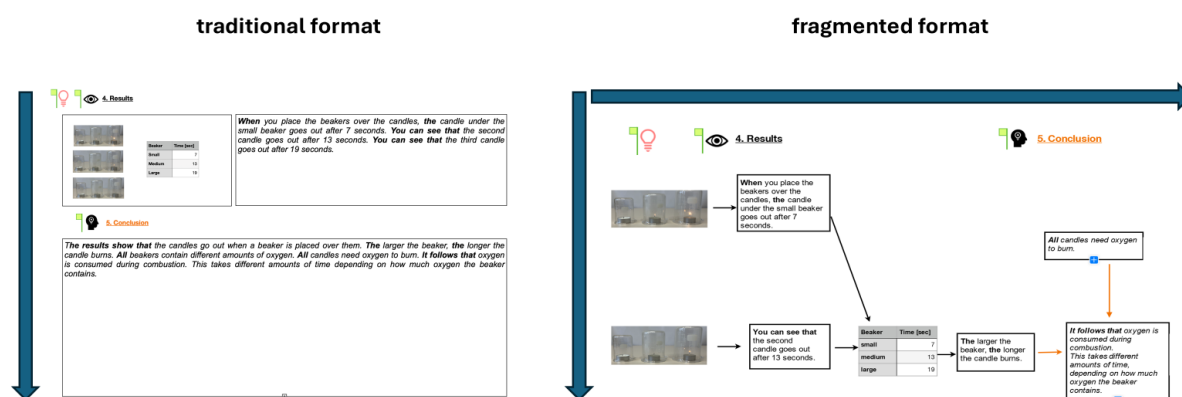 traditional format
4. Results
Beaker Time [sec]
Small 7
Medium 13
Large 19
When you place the beakers over the candles, the candle under the
small beaker goes out after 7 seconds. You can see that the second
candle goes out after 13 seconds. You can see that the third candle
goes out after 19 seconds.
5. Conclusion
The results show that the candles go out when a beaker is placed over them. The larger the beaker, the longer the
candle burns. All beakers contain different amounts of oxygen. All candles need oxygen to burn. It follows that oxygen
is consumed during combustion. This takes different amounts of time depending on how much oxygen the beaker
contains.
fragmented format
4. Results
5. Conclusion
When you place the
beakers over the
candles, the candle
under the small beaker
goes out after 7
seconds.
All candles need oxygen
to burn.
You can see that
the second
candle goes out
after 13 seconds.
Beaker Time [sec]
small 7
medium 13
large 19
The larger the
beaker, the longer
the candle burns.
It follows that oxygen is
consumed during
combustion.
This takes different
amounts of time,
depending on how much
oxygen the beaker
contains.